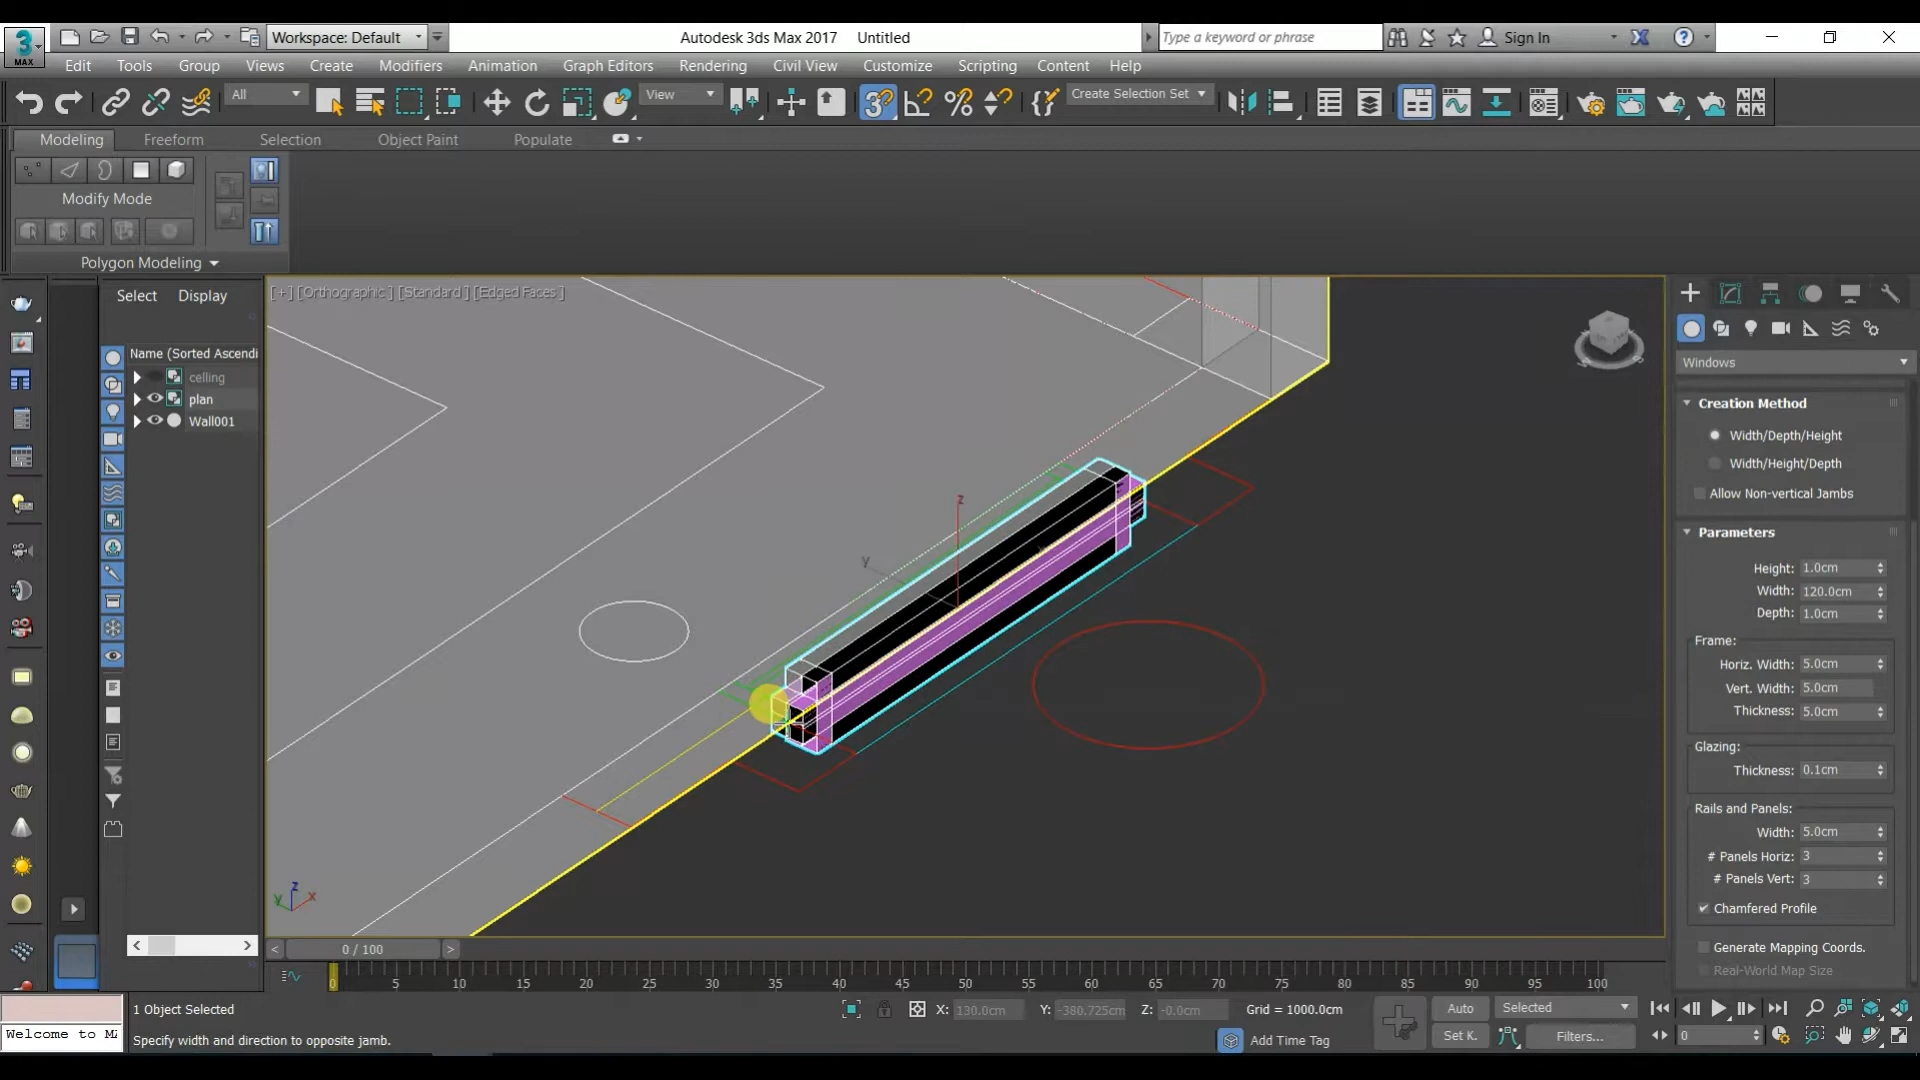 Workspace: Default
Autodesk 3ds Max 2017 Untitled
Type a keyword or phrase
Sign In
MAX
Edit Tools Group Views Create Modifiers Animation Graph Editors Rendering Civil View Customize Scripting Content Help
All
View
Create Selection Set
Modeling Freeform Selection Object Paint Populate
Modify Mode
Polygon Modeling
Select Display
Name (Sorted Ascendi
celling
plan
Wall001
[+] [Orthographic] [Standard] [Edged Faces]
z
y
z
y x
Windows
Creation Method
Width/Depth/Height
Width/Height/Depth
Allow Non-vertical Jambs
Parameters
Height: 1.0cm
Width: 120.0cm
Depth: 1.0cm
Frame:
Horiz. Width: 5.0cm
Vert. Width: 5.0cm
Thickness: 5.0cm
Glazing:
Thickness: 0.1cm
Rails and Panels:
Width: 5.0cm
# Panels Horiz: 3
# Panels Vert: 3
Chamfered Profile
Generate Mapping Coords.
Real-World Map Size
0 / 100
0 5 10 15 20 25 30 35 40 45 50 55 60 65 70 75 80 85 90 95 100
1 Object Selected
X: 130.0cm Y: -380.725cm Z: -0.0cm Grid = 1000.0cm
Auto Selected
Welcome to MA
Specify width and direction to opposite jamb.
Add Time Tag
Set K. Filters...
0